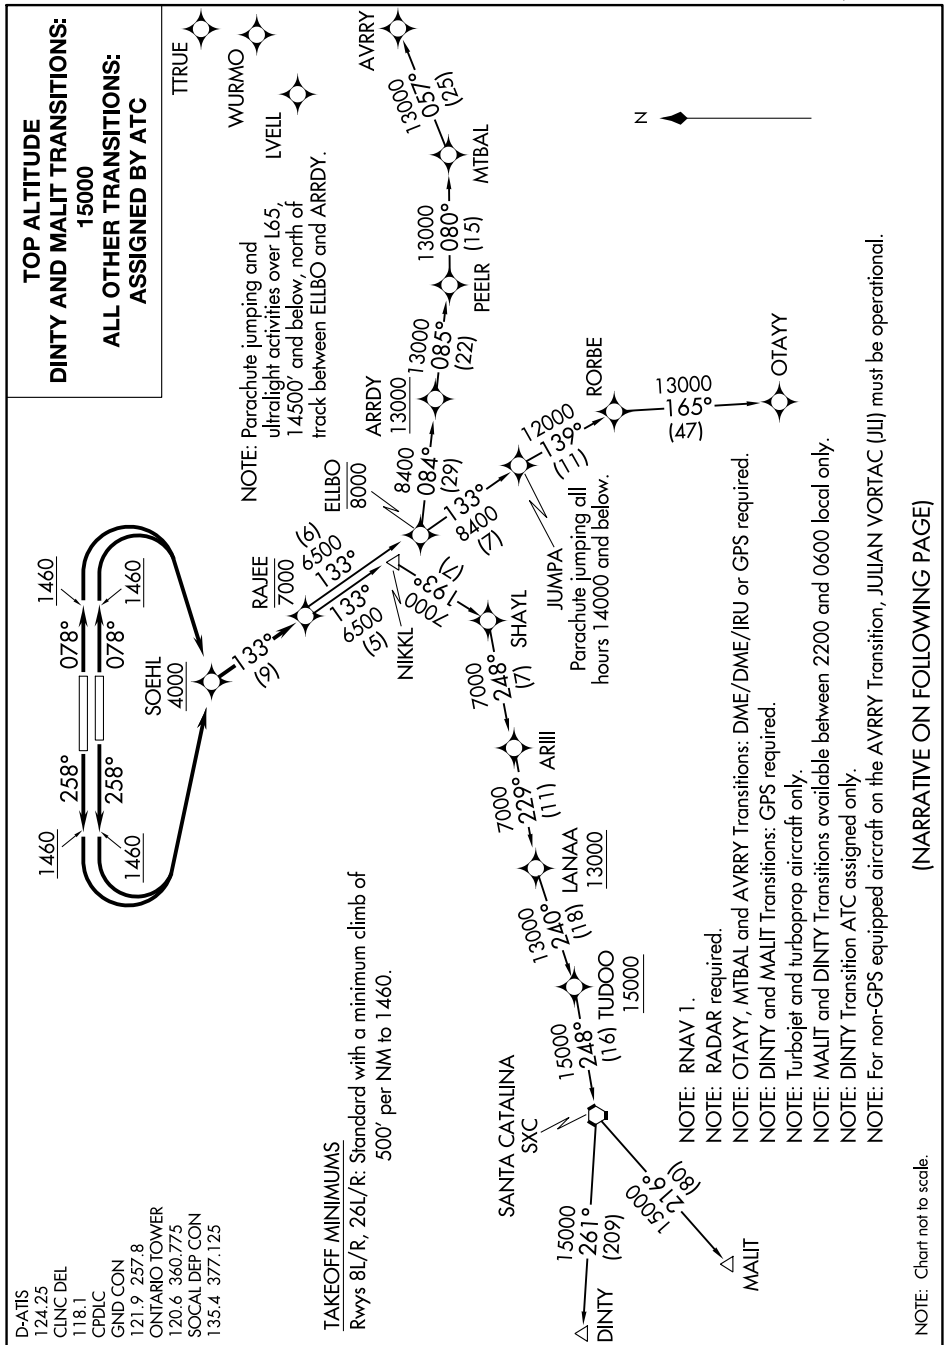 TOP ALTITUDE
DINTY AND MALIT TRANSITIONS:
15000
ALL OTHER TRANSITIONS:
ASSIGNED BY ATC
D-ATIS
124.25
CLNC DEL
118.1
CPDLC
GND CON
121.9 257.8
ONTARIO TOWER
120.6 360.775
SOCAL DEP CON
135.4 377.125
1460
258°
078°
1460
1460
258°
078°
1460
SOEHL
4000
133°
(9)
RAJEE
7000
(6)
6500
133°
133°
6500
(5)
NIKKL
ELLBO
8000
NOTE: Parachute jumping and
ultralight activities over L65,
14500' and below, north of
track between ELLBO and ARRDY.
TTRUE
WURMO
LVELL
AVRRY
13000
057°
(25)
MTBAL
13000
080°
(15)
PEELR
13000
085°
(22)
ARRDY
13000
8400
084°
(29)
133°
8400
(7)
JUMPA
Parachute jumping all
hours 14000 and below.
12000
139°
(11)
RORBE
13000
165°
(47)
OTAYY
N
193°
7000
(7)
SHAYL
7000
248°
(7)
ARIII
7000
229°
(11)
LANAA
13000
13000
240°
(18)
TUDOO
15000
15000
248°
(16)
SANTA CATALINA
SXC
15000
261°
(209)
DINTY
15000
216°
(80)
MALIT
TAKEOFF MINIMUMS
Rwys 8L/R, 26L/R: Standard with a minimum climb of
500' per NM to 1460.
NOTE: RNAV 1.
NOTE: RADAR required.
NOTE: OTAYY, MTBAL and AVRRY Transitions: DME/DME/IRU or GPS required.
NOTE: DINTY and MALIT Transitions: GPS required.
NOTE: Turbojet and turboprop aircraft only.
NOTE: MALIT and DINTY Transitions available between 2200 and 0600 local only.
NOTE: DINTY Transition ATC assigned only.
NOTE: For non-GPS equipped aircraft on the AVRRY Transition, JULIAN VORTAC (JLI) must be operational.
(NARRATIVE ON FOLLOWING PAGE)
NOTE: Chart not to scale.